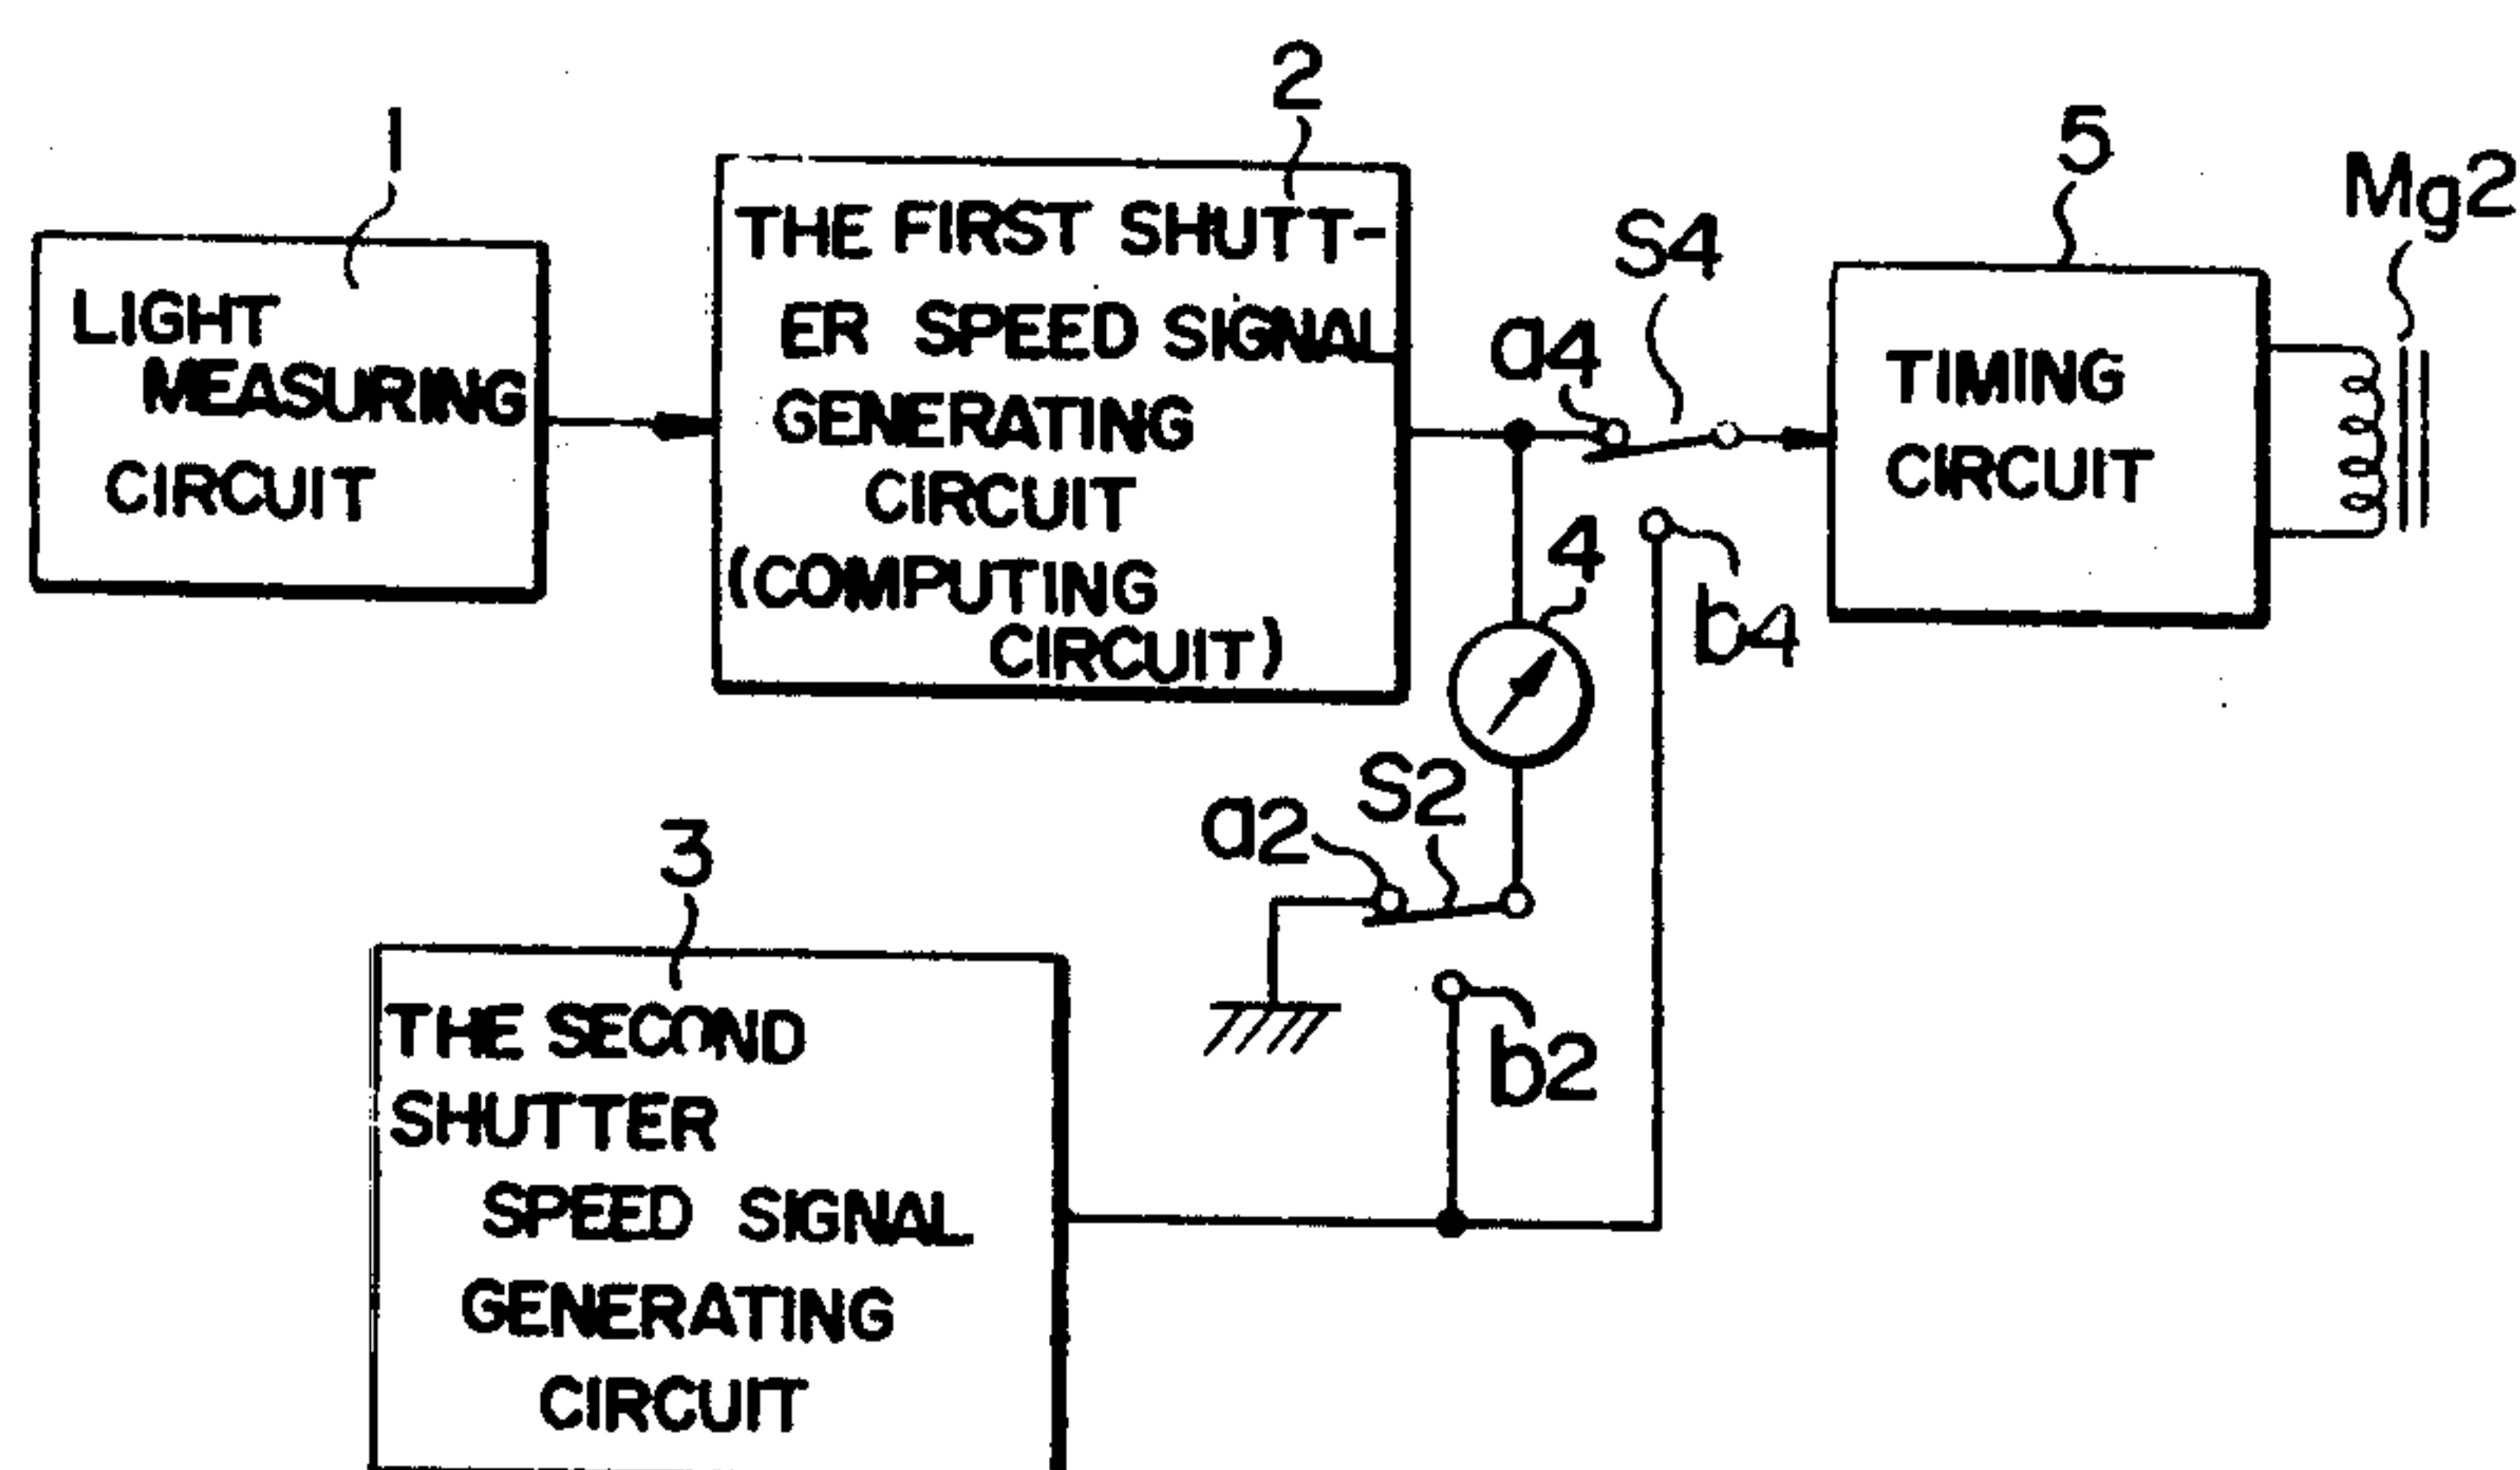 1
LIGHT
MEASURING
CIRCUIT
2
THE FIRST SHUTT-
ER SPEED SIGNAL
GENERATING
CIRCUIT
(COMPUTING
CIRCUIT)
S4
a4
b4
4
5
TIMING
CIRCUIT
Mg2
S2
a2
b2
3
THE SECOND
SHUTTER
SPEED SIGNAL
GENERATING
CIRCUIT